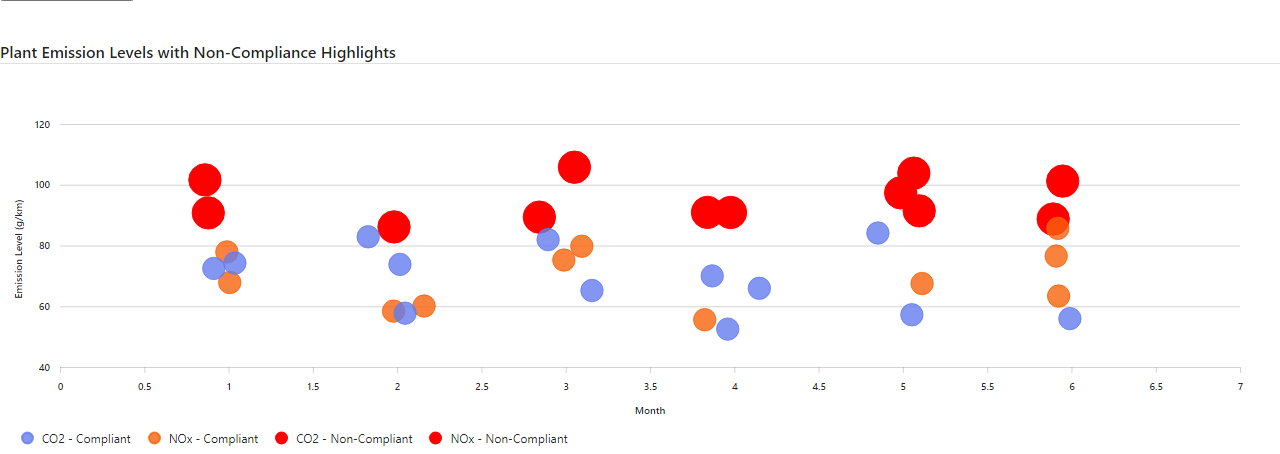 Plant Emission Levels with Non-Compliance Highlights
Emission Level (g/km)
120
100
80
60
40
0 0.5 1 1.5 2 2.5 3 3.5 4 4.5 5 5.5 6 6.5 7
Month
CO2 - Compliant NOx - Compliant CO2 - Non-Compliant NOx - Non-Compliant